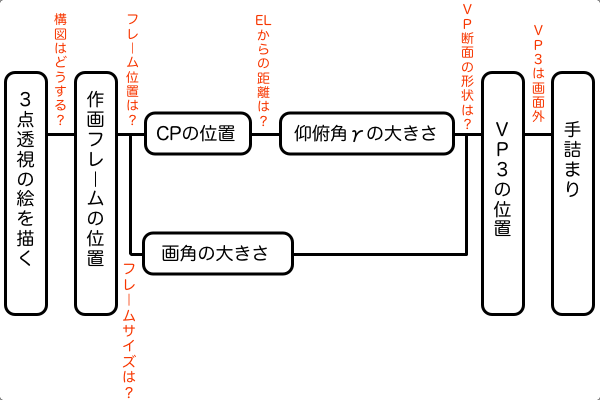 3点透視の絵を描く
構図はどうする?
作画フレームの位置
フレーム位置は?
CPの位置
ELからの距離は?
仰俯角γの大きさ
VP断面の形状は?
フレームサイズは?
画角の大きさ
VP3の位置
VP3は画面外
手詰まり